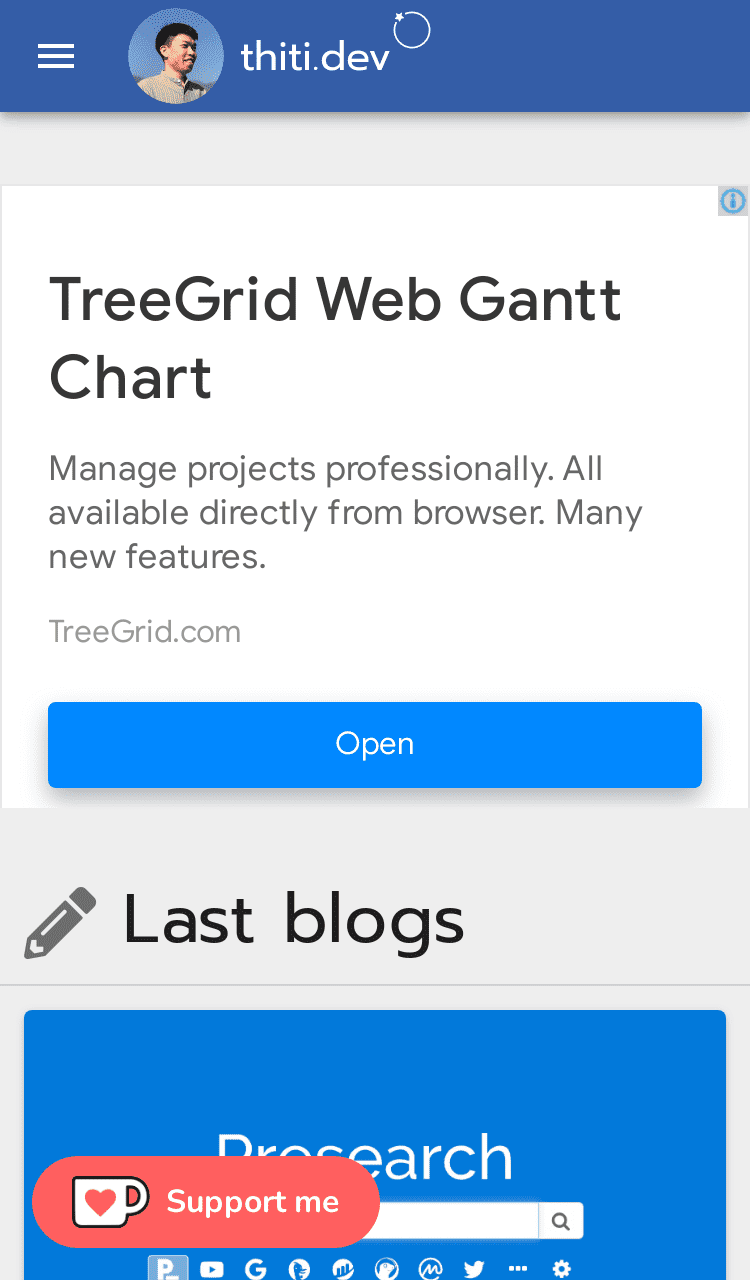 thiti.dev
TreeGrid Web Gantt
Chart
Manage projects professionally. All
available directly from browser. Many
new features.
TreeGrid.com
Open
Last blogs
Presearch
Support me